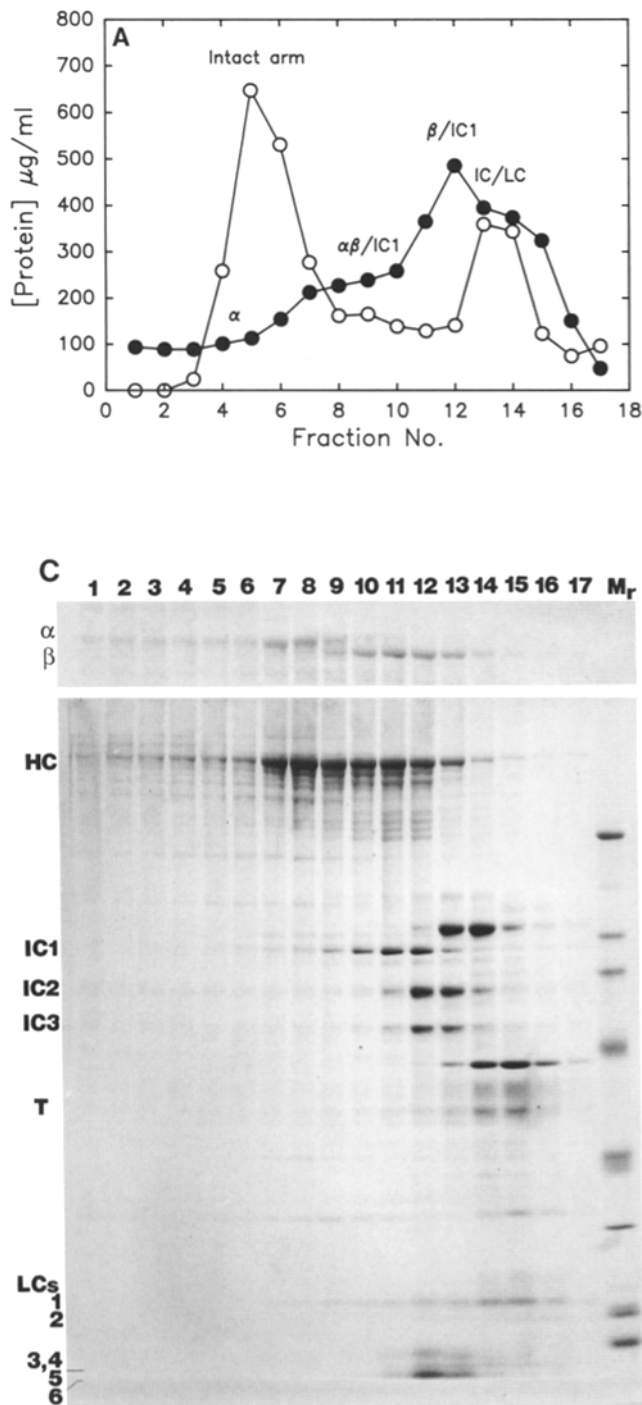 A
800
700
600
500
400
300
200
100
0
[Protein] μg/ml
Intact arm
α
αβ/IC1
β/IC1
IC/LC
0 2 4 6 8 10 12 14 16 18
Fraction No.
C
1 2 3 4 5 6 7 8 9 10 11 12 13 14 15 16 17 Mr
α
β
HC
IC1
IC2
IC3
T
LCs
1
2
3,4
5
6